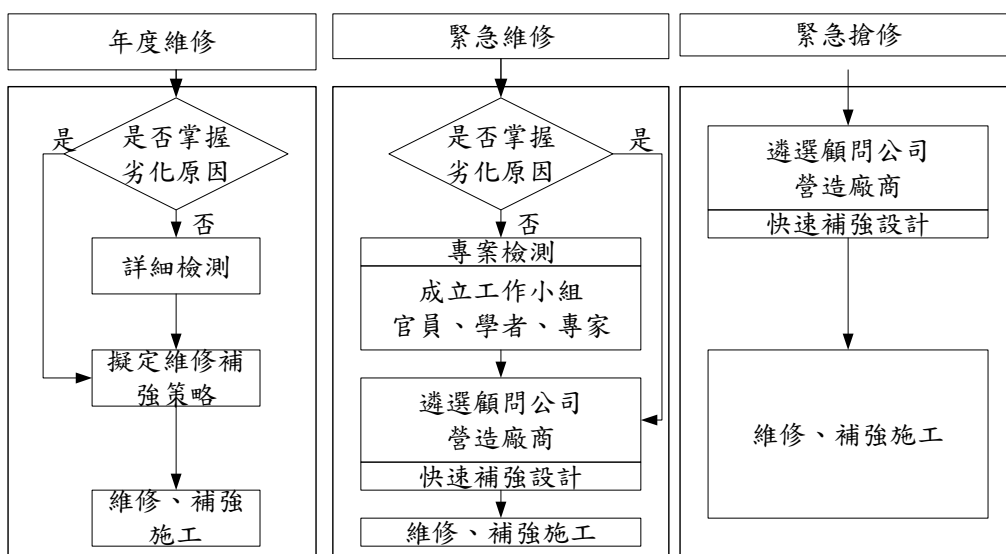 年度維修
是否掌握
劣化原因
是
否
詳細檢測
擬定維修補
強策略
維修、補強
施工
緊急維修
是否掌握
劣化原因
是
否
專案檢測
成立工作小組
官員、學者、專家
遴選顧問公司
營造廠商
快速補強設計
維修、補強施工
緊急搶修
遴選顧問公司
營造廠商
快速補強設計
維修、補強施工